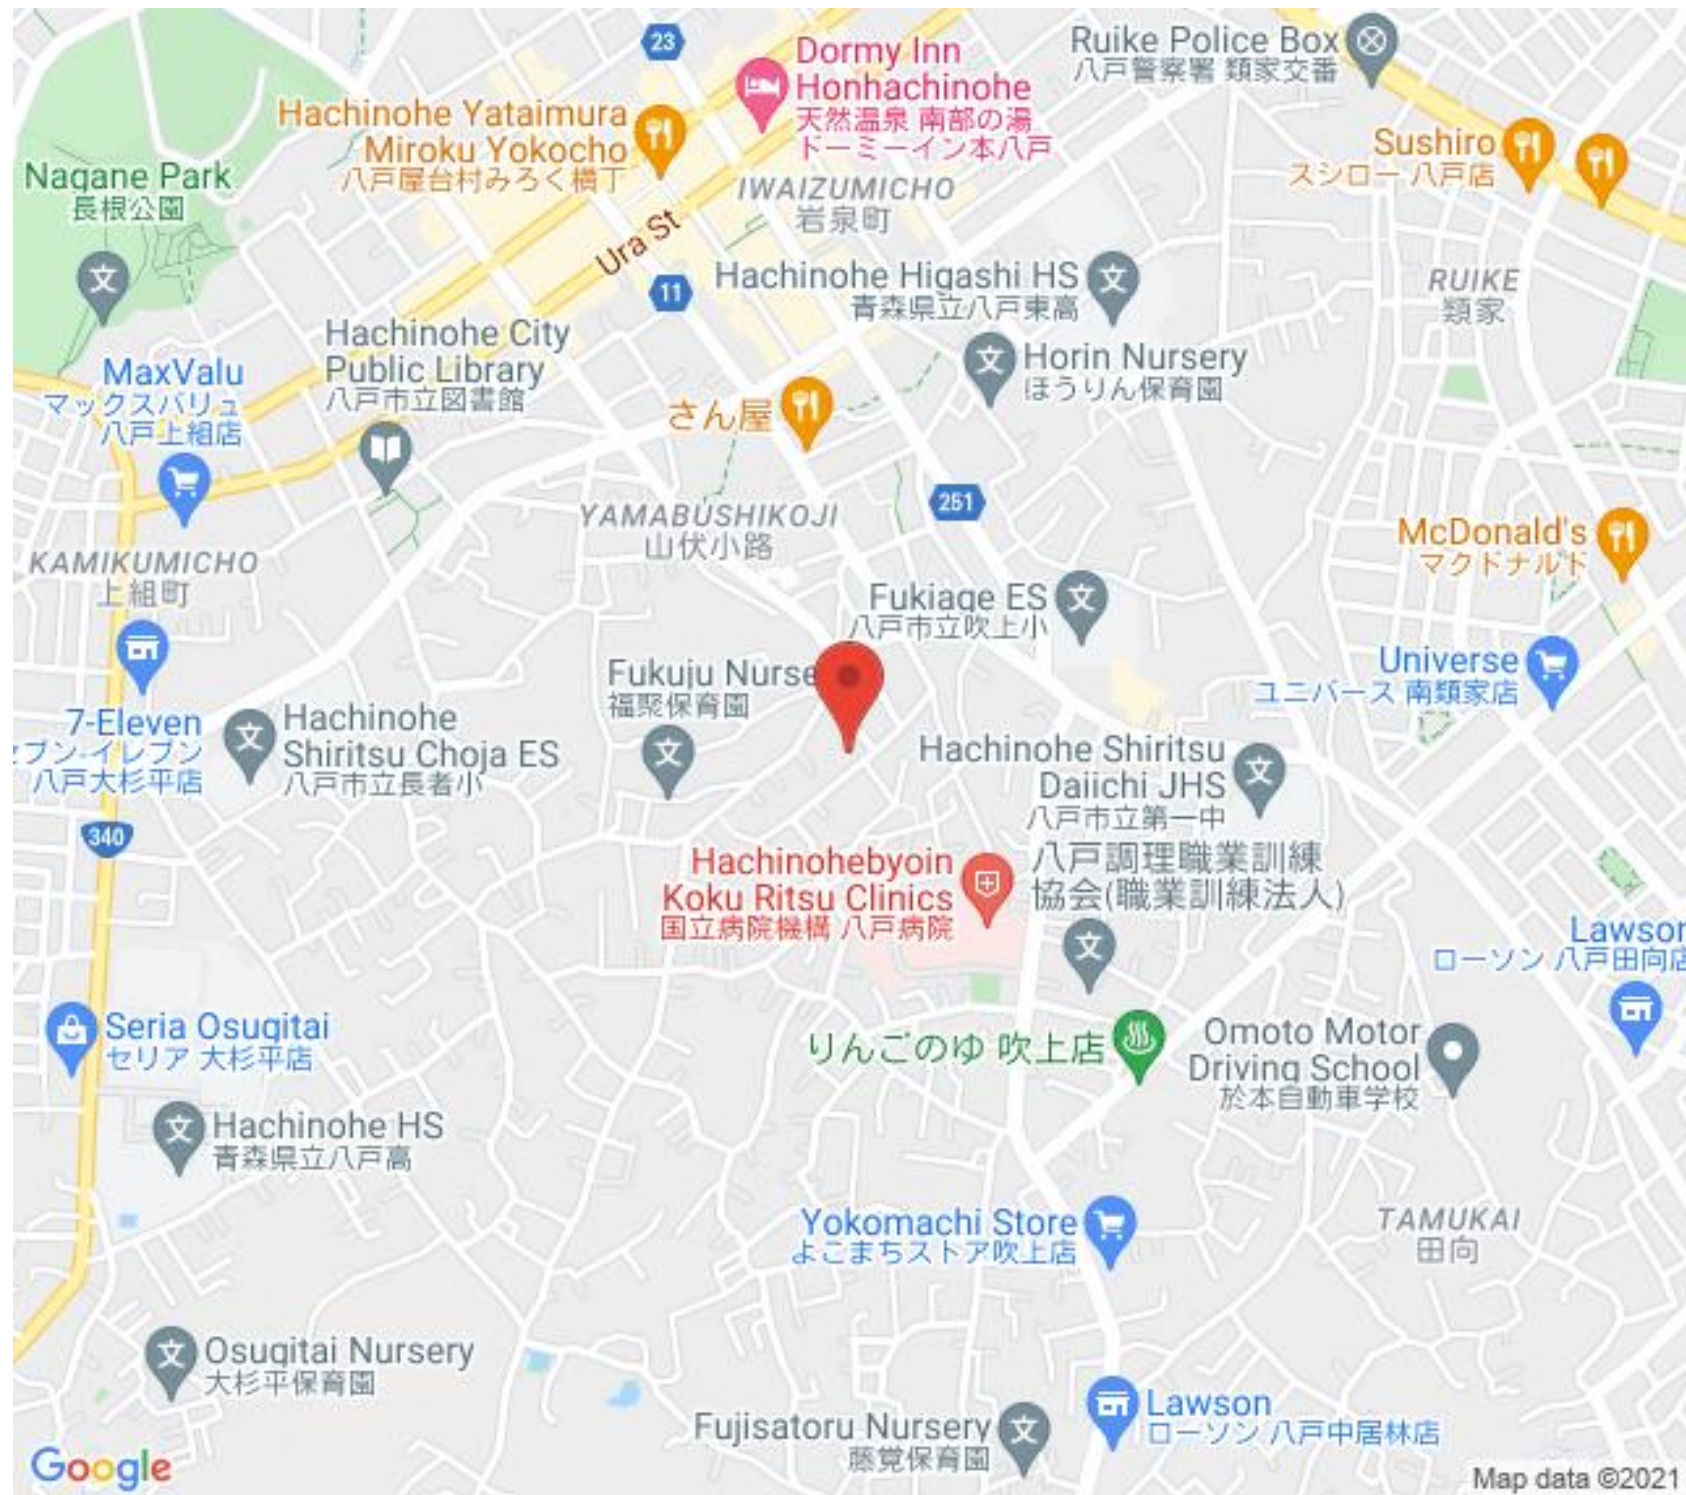 23
Dormy Inn
Honhachinohe
天然温泉 南部の湯
ドーミーイン本八戸
Ruike Police Box
八戸警察署 類家交番
Hachinohe Yataimura
Miroku Yokocho
八戸屋台村みろく横丁
Sushiro
スシロー 八戸店
Nagane Park
長根公園
IWAIZUMICHO
岩泉町
Ura St
11
Hachinohe Higashi HS
青森県立八戸東高
RUIKE
類家
Hachinohe City
Public Library
八戸市立図書館
Horin Nursery
ほうりん保育園
MaxValu
マックスバリュ
八戸上組店
さん屋
251
YAMABUSHIKOJI
山伏小路
McDonald's
マクドナルド
KAMIKUMICHO
上組町
Fukiage ES
八戸市立吹上小
Fukuju Nurse
福聚保育園
Universe
ユニバース 南類家店
7-Eleven
ブン-イレブン
八戸大杉平店
Hachinohe
Shiritsu Choja ES
八戸市立長者小
Hachinohe Shiritsu
Daiichi JHS
八戸市立第一中
340
Hachinohebyoin
Koku Ritsu Clinics
国立病院機構 八戸病院
八戸調理職業訓練
協会(職業訓練法人)
Lawson
ローソン 八戸田向店
Seria Osugitai
セリア 大杉平店
りんごのゆ 吹上店
Omoto Motor
Driving School
於本自動車学校
Hachinohe HS
青森県立八戸高
Yokomachi Store
よこまちストア吹上店
TAMUKAI
田向
Osugitai Nursery
大杉平保育園
Fujisatoru Nursery
藤覚保育園
Lawson
ローソン 八戸中居林店
Google
Map data ©2021